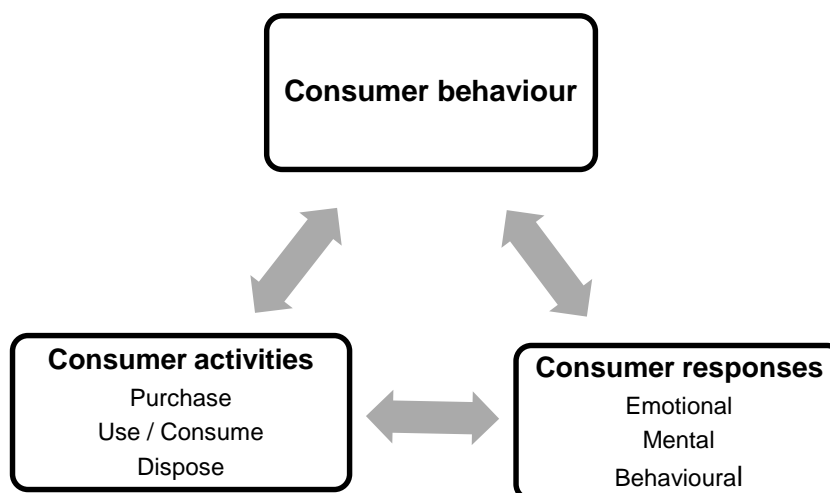 Consumer behaviour
Consumer activities
Purchase
Use / Consume
Dispose
Consumer responses
Emotional
Mental
Behavioural